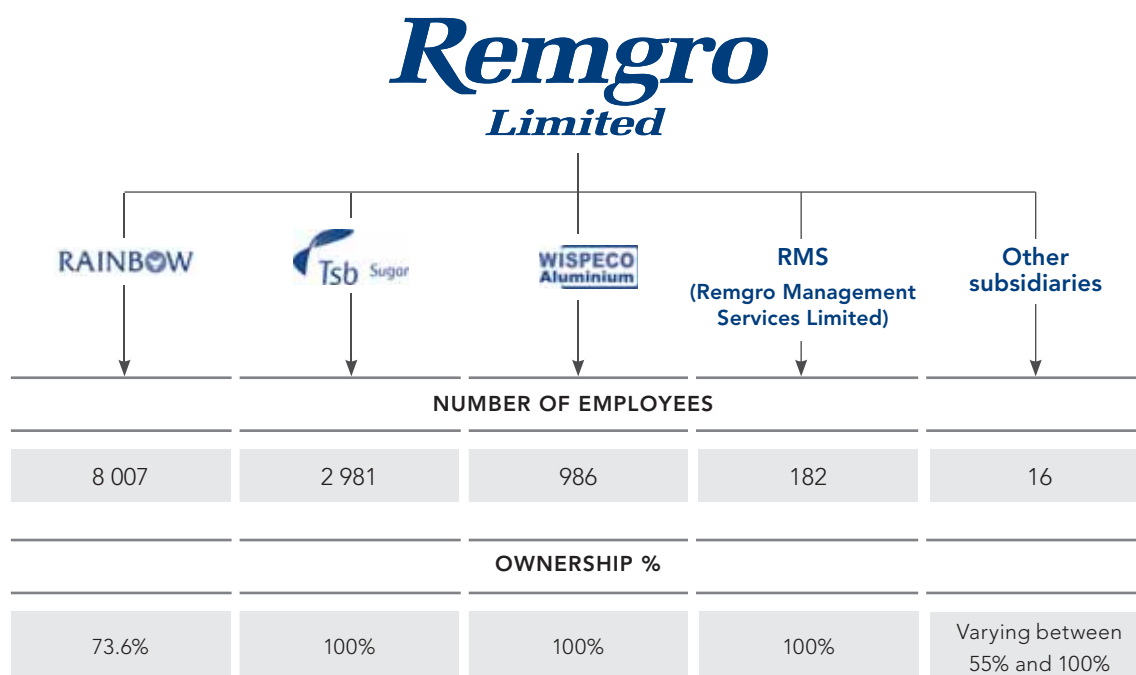 Remgro
Limited
RAINBOW
Tsb Sugar
WISPECO
Aluminium
RMS
(Remgro Management
Services Limited)
Other
subsidiaries
NUMBER OF EMPLOYEES
8 007
2 981
986
182
16
OWNERSHIP %
73.6%
100%
100%
100%
Varying between
55% and 100%